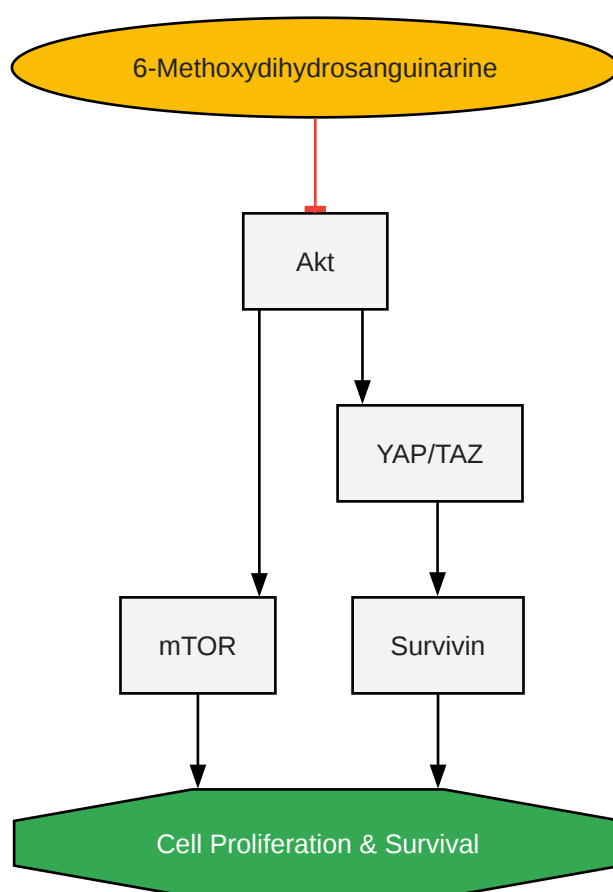 6-Methoxydihydrosanguinarine
Akt
YAP/TAZ
mTOR
Survivin
Cell Proliferation & Survival